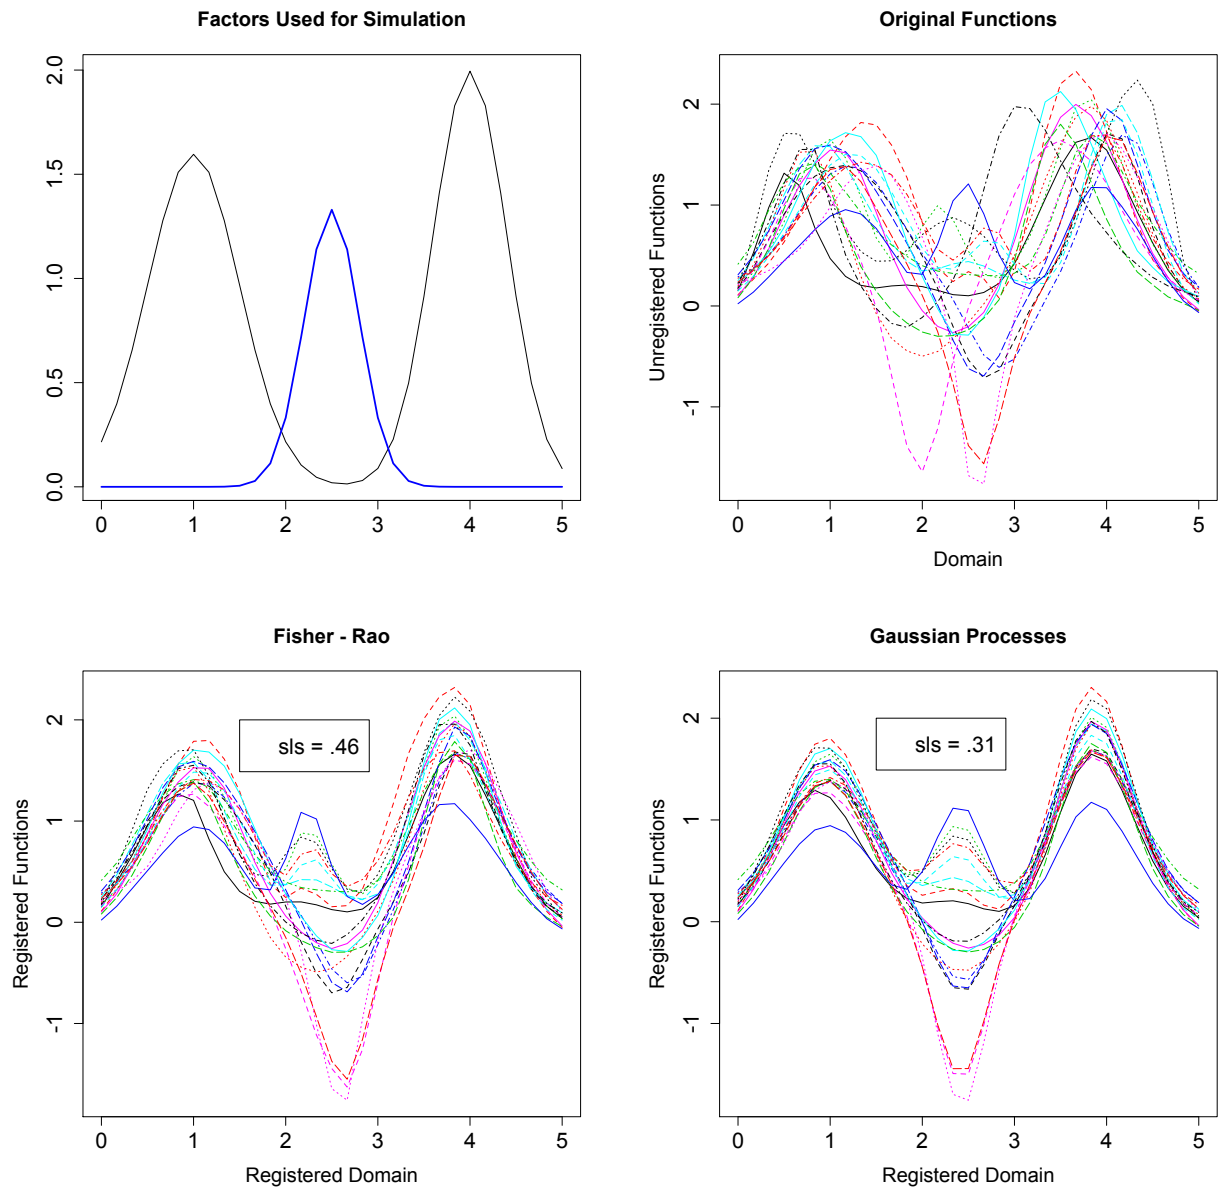 Factors Used for Simulation
2.0
1.5
1.0
0.5
0.0
0 1 2 3 4 5
Original Functions
Unregistered Functions
2
1
0
-1
0 1 2 3 4 5
Domain
Fisher - Rao
Registered Functions
2
1
0
-1
sls = .46
0 1 2 3 4 5
Registered Domain
Gaussian Processes
Registered Functions
2
1
0
-1
sls = .31
0 1 2 3 4 5
Registered Domain